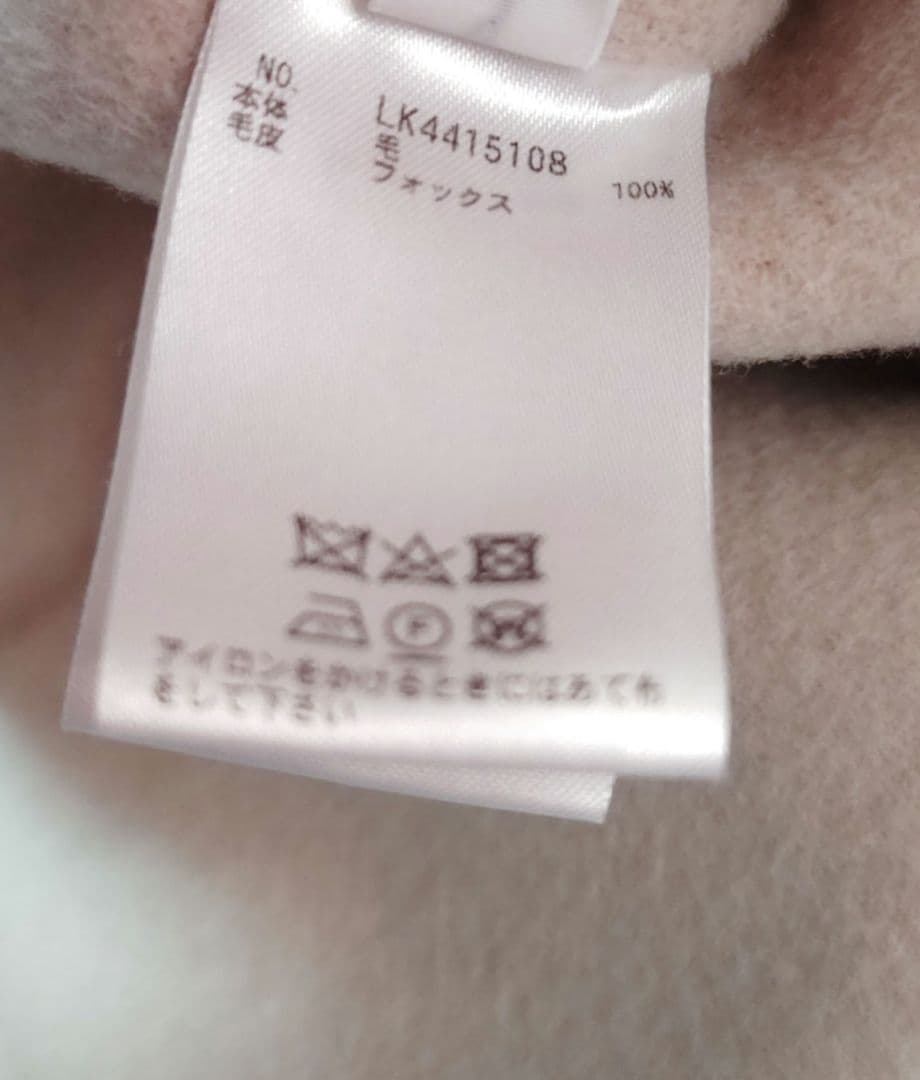 NO. LK4415108
本体 毛 100%
毛皮 フォックス
アイロンをかけるときにはあて布
をして下さい